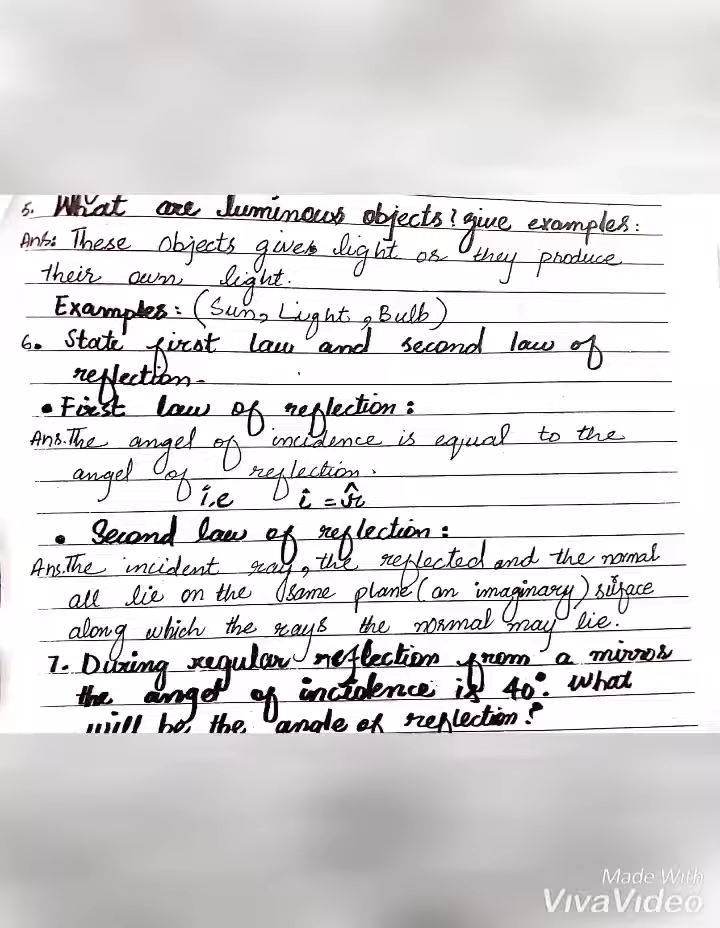 5. What are luminous objects? give examples:
Ans: These objects gives light or they produce
their own light.
Examples: (Sun, Light, Bulb)
6. State first law and second law of
reflection.
• First law of reflection:
Ans. The angel of incidence is equal to the
angel of reflection.
i.e î = r̂
• Second law of reflection:
Ans. The incident ray, the reflected and the normal
all lie on the same plane (an imaginary) surface
along which the rays the normal may lie.
7. During regular reflection from a mirror
the angel of incidence is 40°. What
will be the angle of reflection?
Made With
VivaVideo